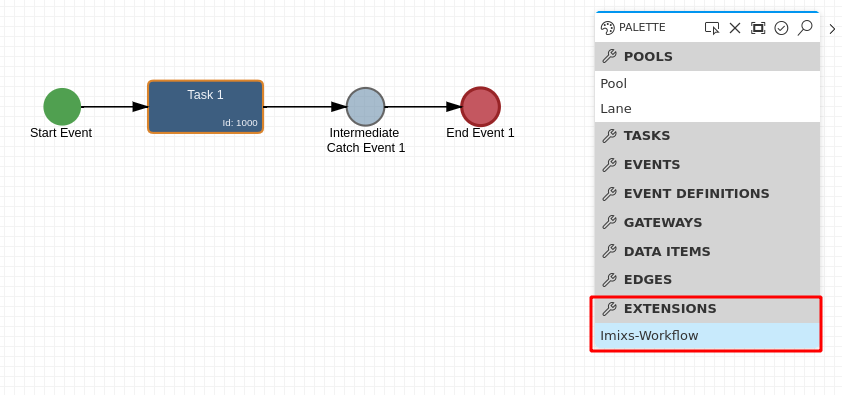 Task 1
Id: 1000
Start Event
Intermediate
Catch Event 1
End Event 1
PALETTE
POOLS
Pool
Lane
TASKS
EVENTS
EVENT DEFINITIONS
GATEWAYS
DATA ITEMS
EDGES
EXTENSIONS
Imixs-Workflow